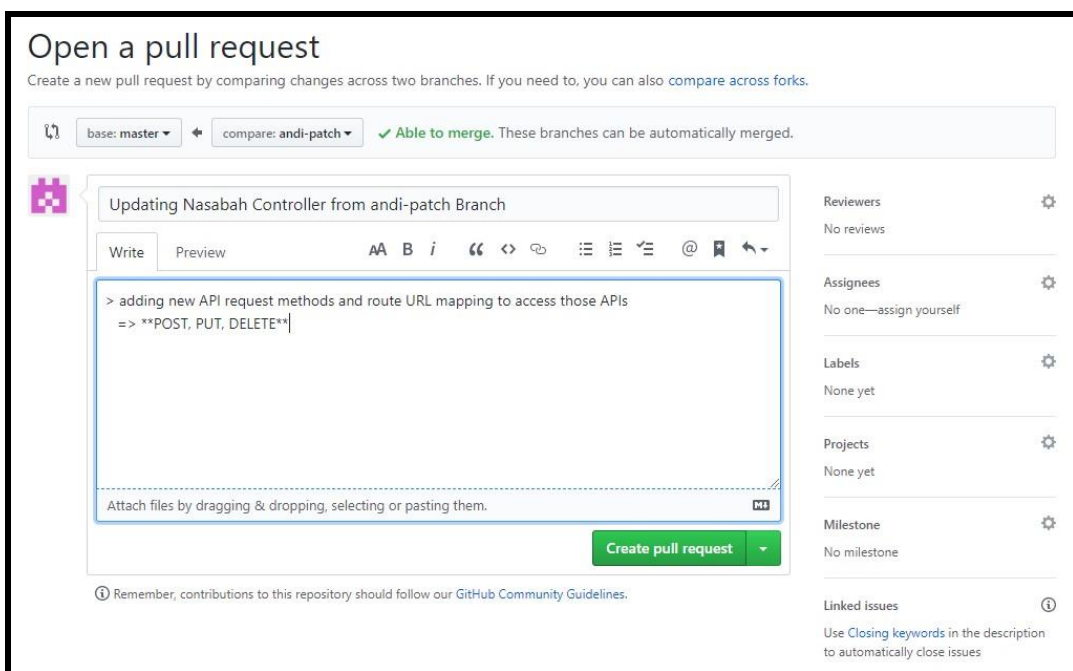 Open a pull request
Create a new pull request by comparing changes across two branches. If you need to, you can also compare across forks.
base: master compare: andi-patch Able to merge. These branches can be automatically merged.
Updating Nasabah Controller from andi-patch Branch
Write Preview AA B i @
> adding new API request methods and route URL mapping to access those APIs
=> **POST, PUT, DELETE**
Attach files by dragging & dropping, selecting or pasting them.
Create pull request
Remember, contributions to this repository should follow our GitHub Community Guidelines.
Reviewers
No reviews
Assignees
No one—assign yourself
Labels
None yet
Projects
None yet
Milestone
No milestone
Linked issues
Use Closing keywords in the description
to automatically close issues